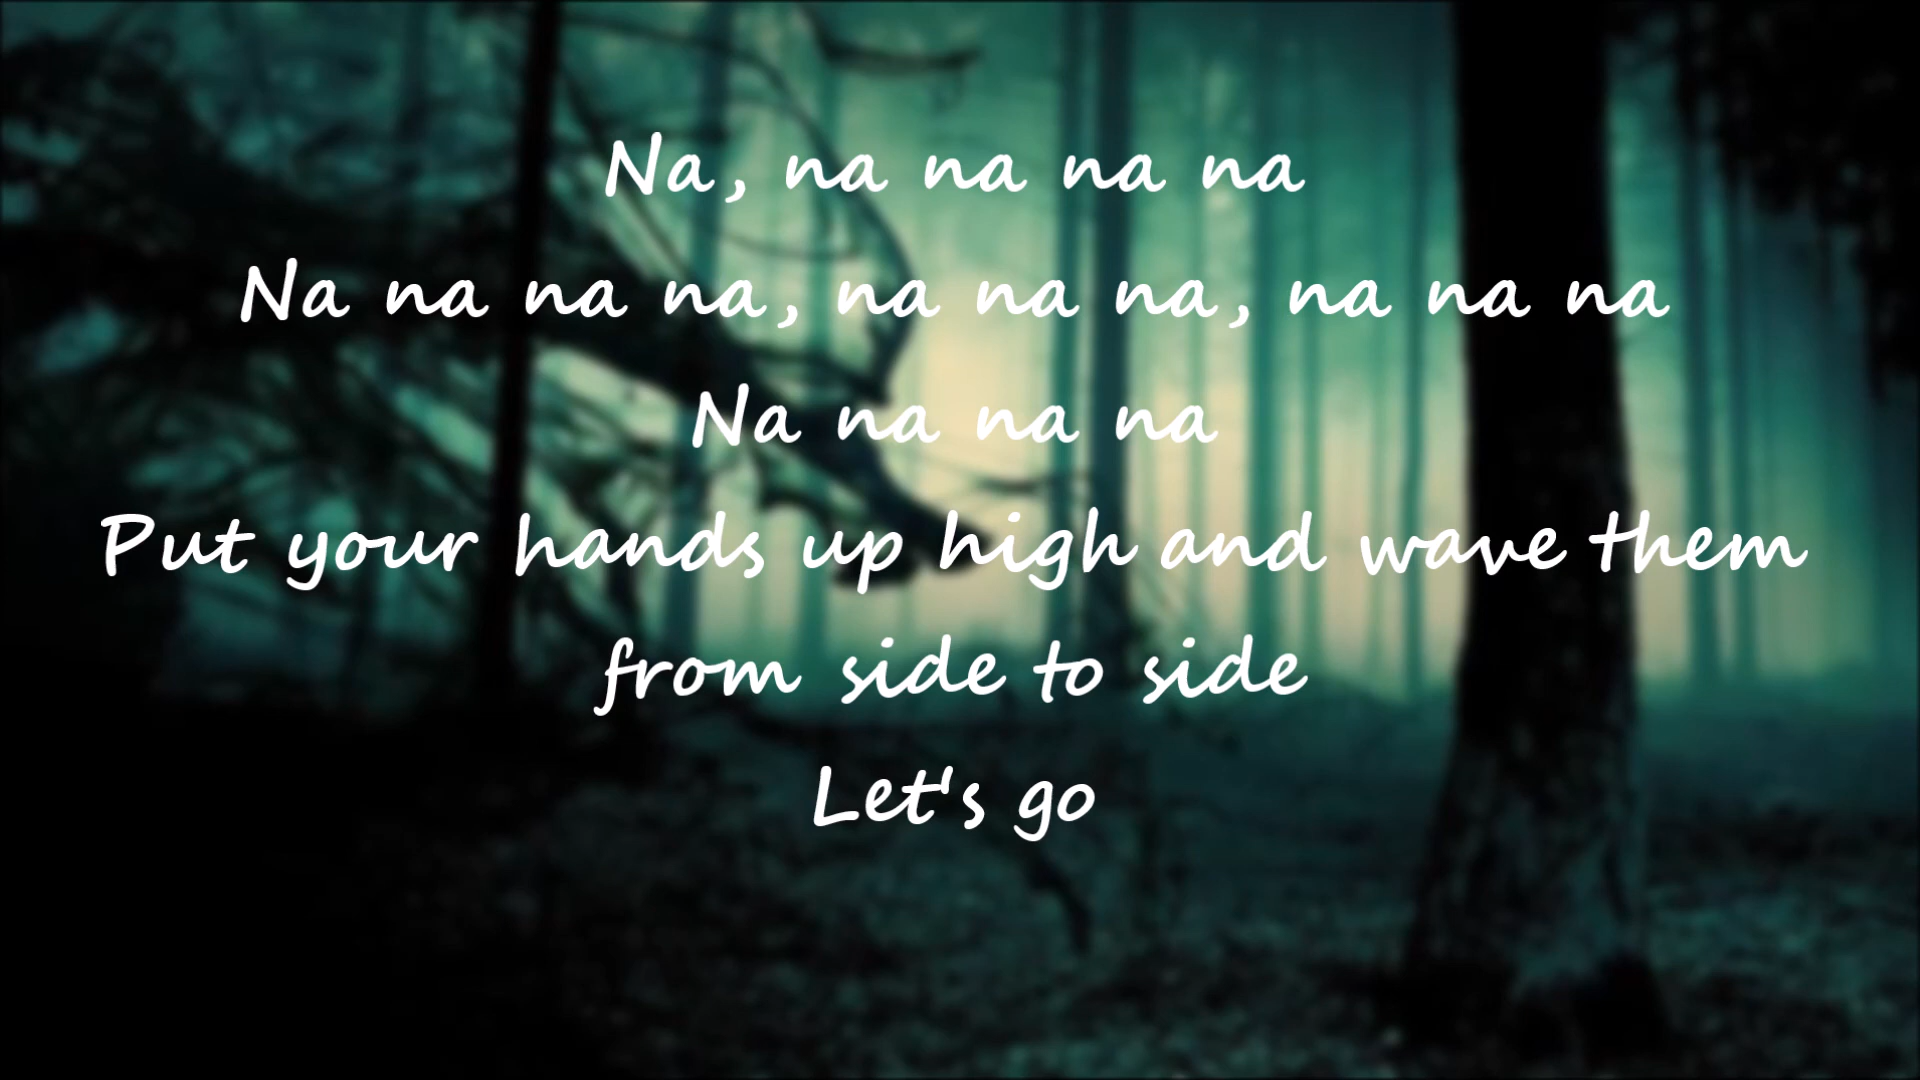 Na, na na na na
Na na na na, na na na, na na na
Na na na na
Put your hands up high and wave them
from side to side
Let's go